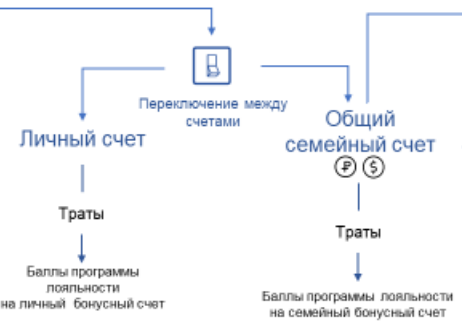 Переключение между
счетами
Личный счет
Общий
семейный счет
₽ $
Траты
Траты
Баллы программы
лояльности
на личный бонусный счет
Баллы программы лояльности
на семейный бонусный счет